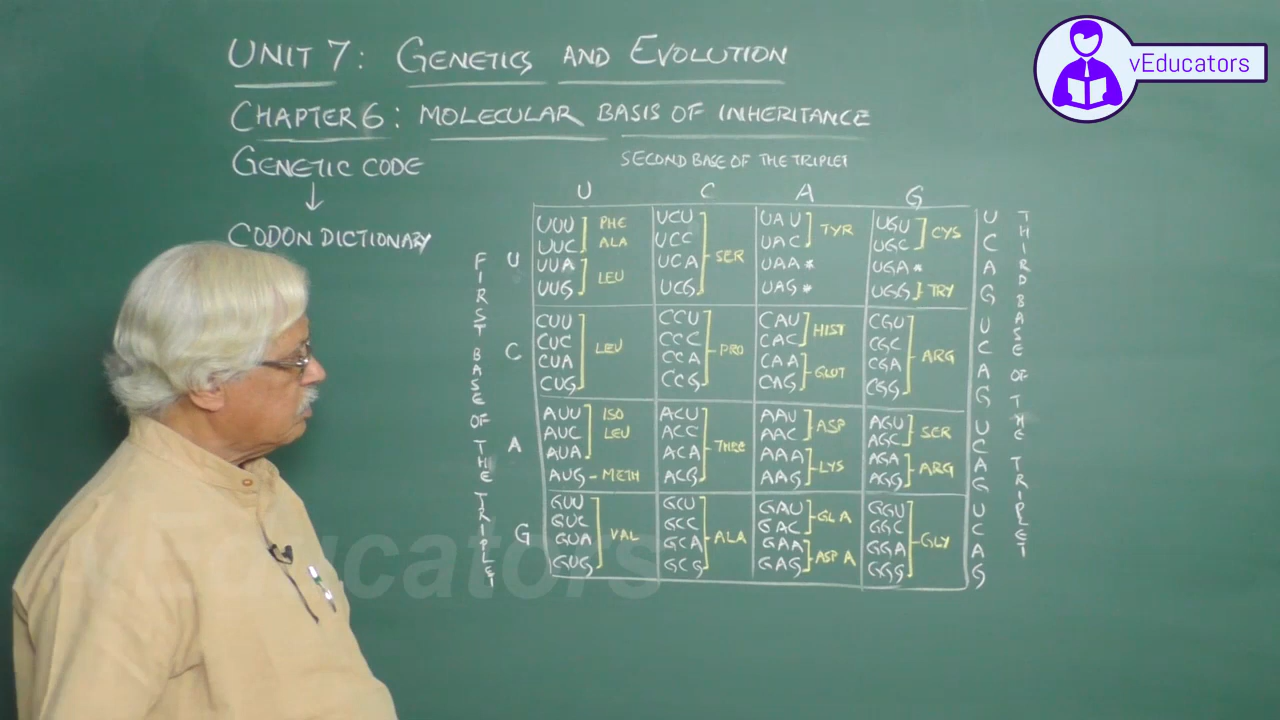 UNIT 7: GENETICS AND EVOLUTION
vEducators
CHAPTER 6: MOLECULAR BASIS OF INHERITANCE
GENETIC CODE
↓
CODON DICTIONARY
SECOND BASE OF THE TRIPLET
U C A G
FIRST BASE OF THE TRIPLET
THIRD BASE OF THE TRIPLET
U
UUU PHE UCU UAU UGU U
UUC ALA UCC SER UAC TYR UGC CYS C
UUA UCA UAA* UGA* A
UUG LEU UCG UAG* UGG TRY G
C
CUU CCU CAU CGU U
CUC LEU CCC PRO CAC HIST CGC ARG C
CUA CCA CAA CGA A
CUG CCG CAG GLUT CGG G
A
AUU ISO ACU AAU AGU U
AUC LEU ACC AAC ASP AGC SER C
AUA ACA THRE AAA AGA A
AUG – METH ACG AAG LYS AGG ARG G
G
GUU GCU GAU GGU U
GUC VAL GCC ALA GAC GLA GGC GLY C
GUA GCA GAA GGA A
GUG GCG GAG ASPA GGG G
vEducators